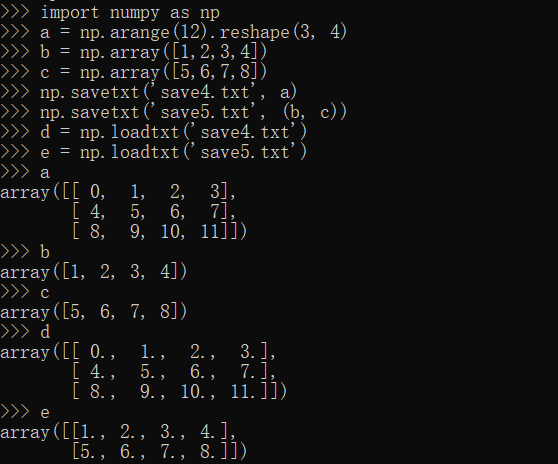 >>> import numpy as np
>>> a = np.arange(12).reshape(3, 4)
>>> b = np.array([1,2,3,4])
>>> c = np.array([5,6,7,8])
>>> np.savetxt('save4.txt', a)
>>> np.savetxt('save5.txt', (b, c))
>>> d = np.loadtxt('save4.txt')
>>> e = np.loadtxt('save5.txt')
>>> a
array([[ 0,  1,  2,  3],
       [ 4,  5,  6,  7],
       [ 8,  9, 10, 11]])
>>> b
array([1, 2, 3, 4])
>>> c
array([5, 6, 7, 8])
>>> d
array([[ 0.,  1.,  2.,  3.],
       [ 4.,  5.,  6.,  7.],
       [ 8.,  9., 10., 11.]])
>>> e
array([[1., 2., 3., 4.],
       [5., 6., 7., 8.]])